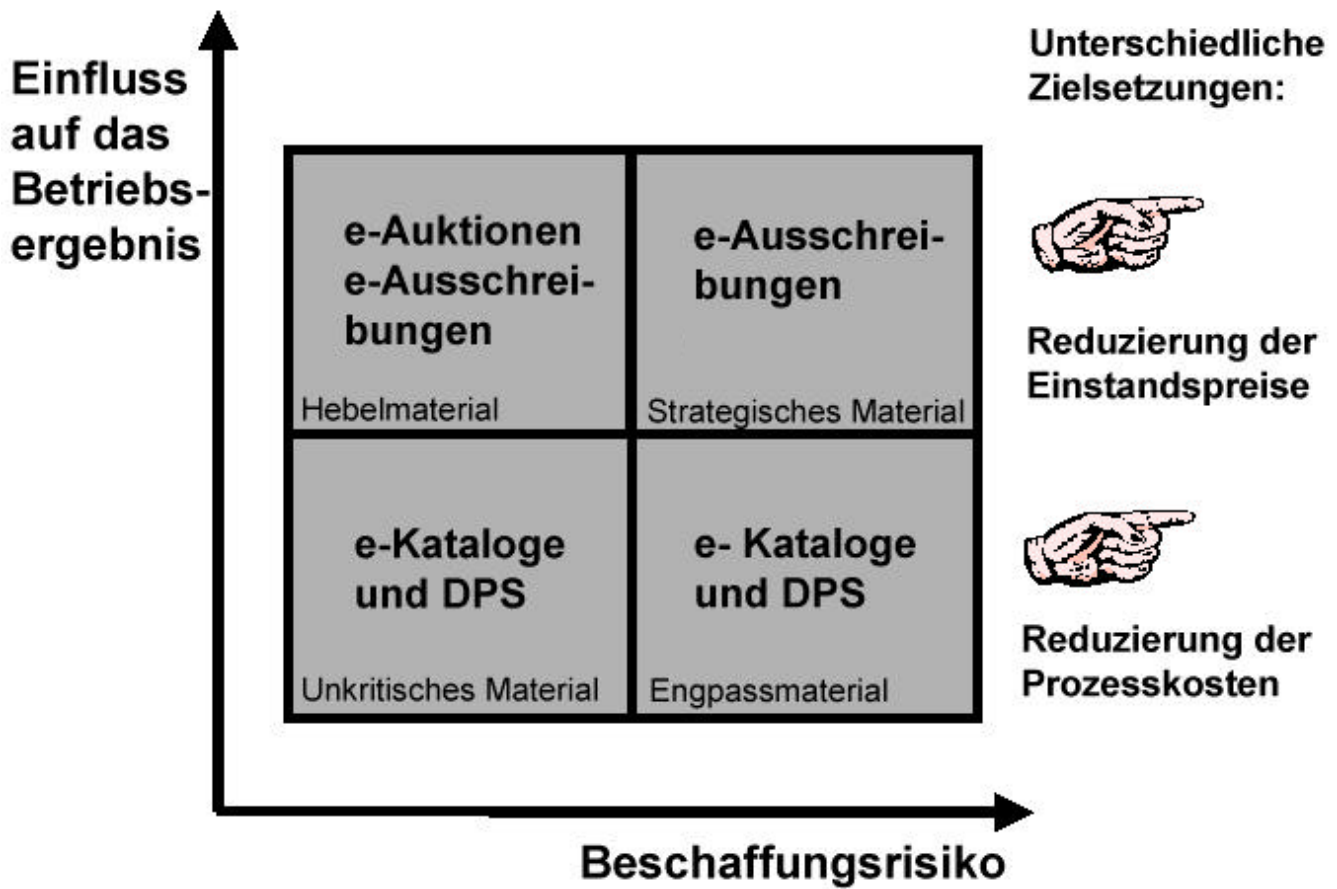 Einfluss
auf das
Betriebs-
ergebnis
Unterschiedliche
Zielsetzungen:
e-Auktionen
e-Ausschrei-
bungen
Hebelmaterial
e-Ausschrei-
bungen
Strategisches Material
Reduzierung der
Einstandspreise
e-Kataloge
und DPS
Unkritisches Material
e- Kataloge
und DPS
Engpassmaterial
Reduzierung der
Prozesskosten
Beschaffungsrisiko